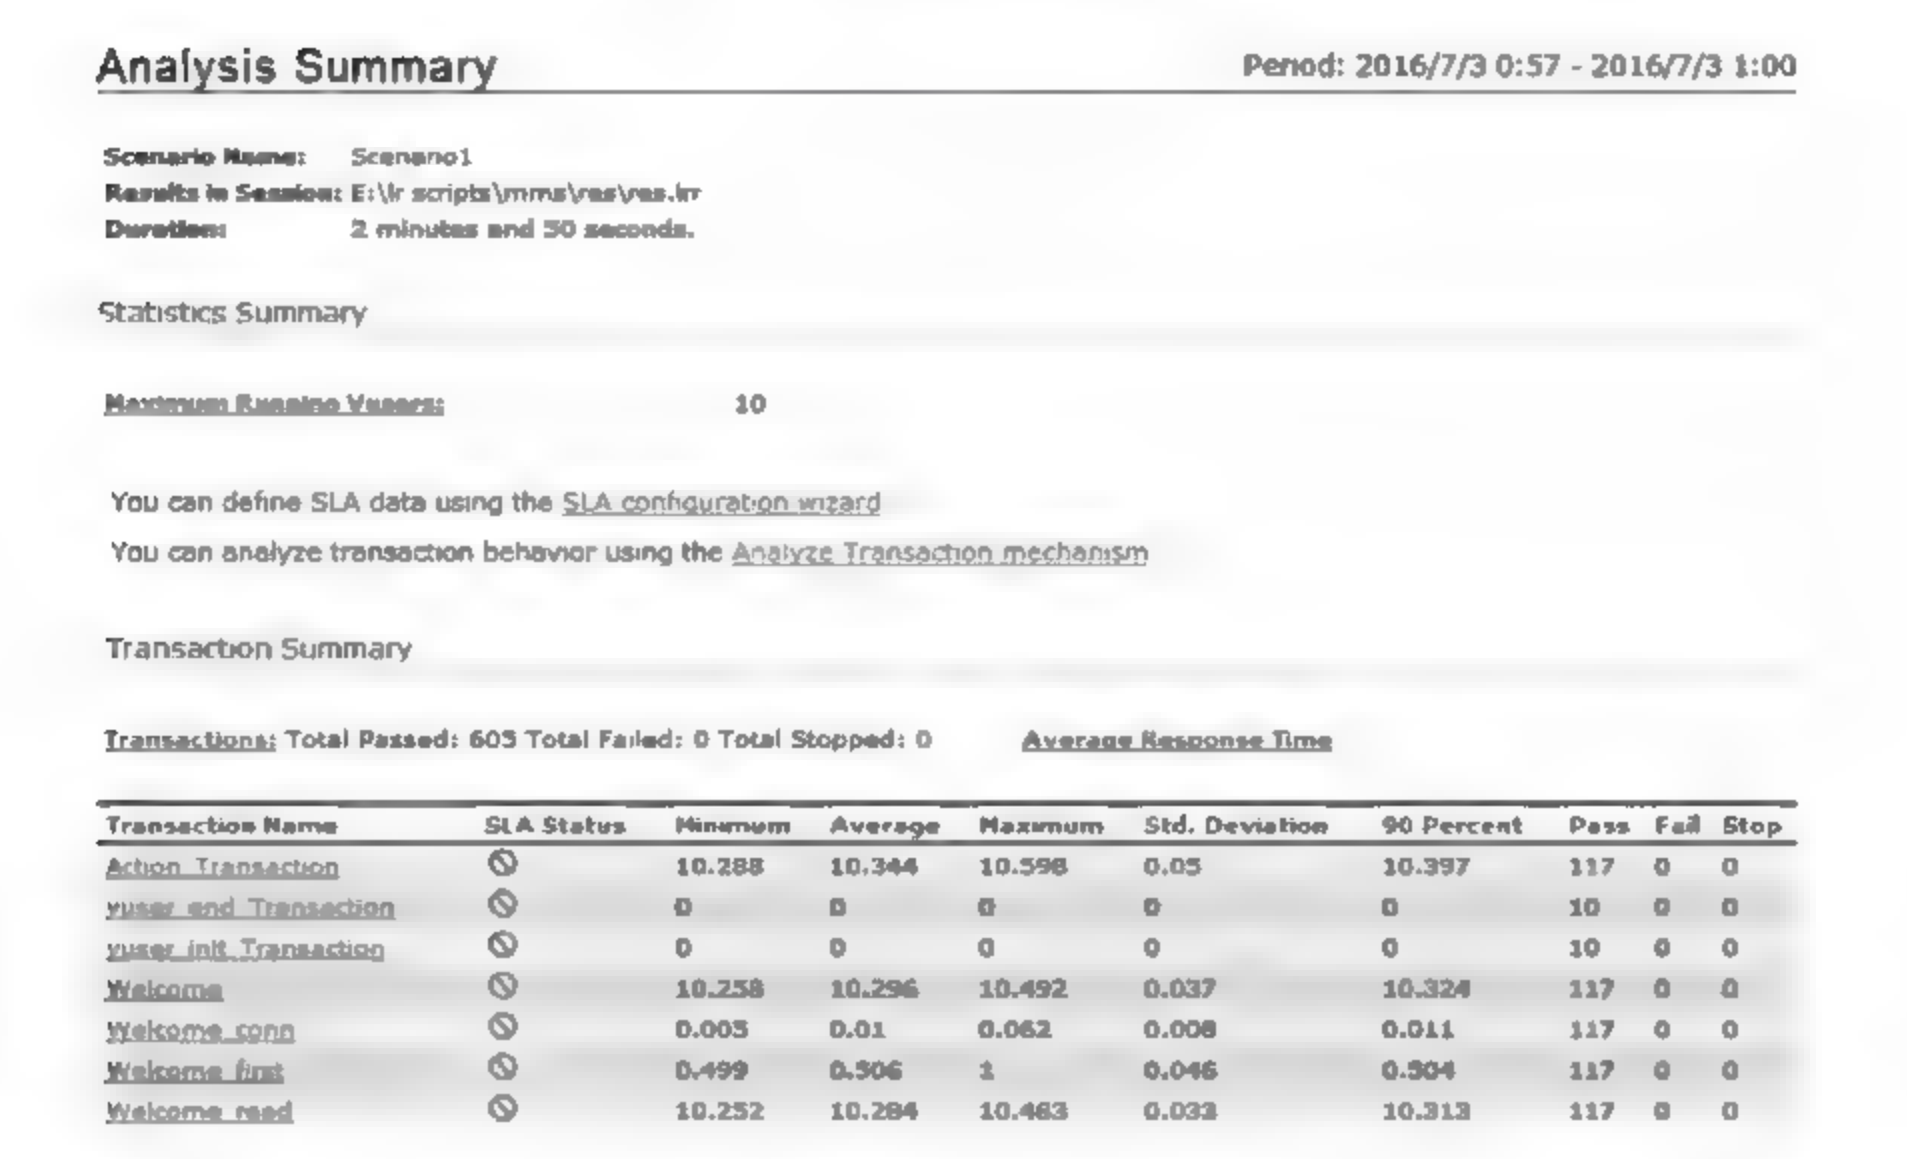 Analysis Summary
Period: 2016/7/3 0:57 - 2016/7/3 1:00
Scenario Name: Scenario1
Results in Session: E:\lr scripts\mms\res\res.lrr
Duration: 2 minutes and 50 seconds.
Statistics Summary
Maximum Running Vusers: 10
You can define SLA data using the SLA configuration wizard
You can analyze transaction behavior using the Analyze Transaction mechanism
Transaction Summary
Transactions: Total Passed: 605 Total Failed: 0 Total Stopped: 0 Average Response Time
Transaction Name SLA Status Minimum Average Maximum Std. Deviation 90 Percent Pass Fail Stop
Action_Transaction 10.288 10.344 10.598 0.05 10.397 117 0 0
vuser_end_Transaction 0 0 0 0 0 10 0 0
vuser_init_Transaction 0 0 0 0 0 10 0 0
Welcome 10.258 10.296 10.492 0.037 10.324 117 0 0
Welcome_conn 0.005 0.01 0.062 0.008 0.011 117 0 0
Welcome_first 0.499 0.506 1 0.046 0.504 117 0 0
Welcome_read 10.252 10.284 10.463 10.313 117 0 0